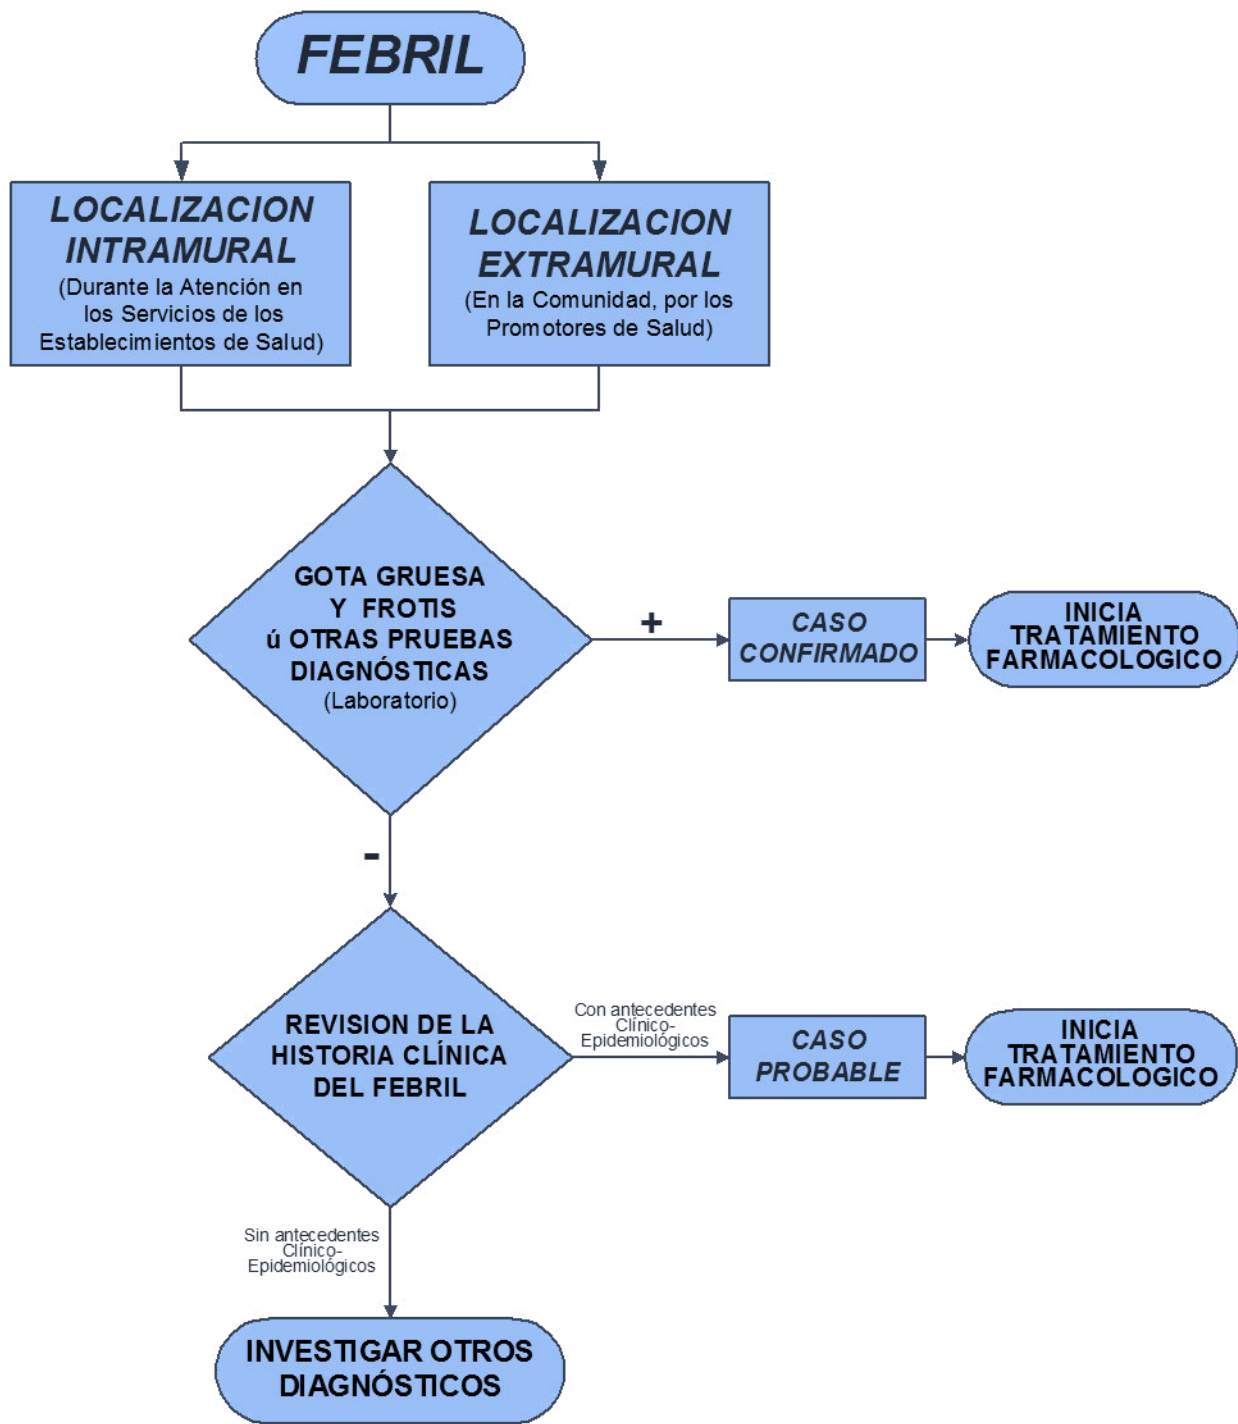 FEBRIL
LOCALIZACION
INTRAMURAL
(Durante la Atención en
los Servicios de los
Establecimientos de Salud)
LOCALIZACION
EXTRAMURAL
(En la Comunidad, por los
Promotores de Salud)
GOTA GRUESA
Y FROTIS
ú OTRAS PRUEBAS
DIAGNÓSTICAS
(Laboratorio)
+
CASO
CONFIRMADO
INICIA
TRATAMIENTO
FARMACOLOGICO
-
REVISION DE LA
HISTORIA CLÍNICA
DEL FEBRIL
Con antecedentes
Clínico-
Epidemiológicos
CASO
PROBABLE
INICIA
TRATAMIENTO
FARMACOLOGICO
Sin antecedentes
Clínico-
Epidemiológicos
INVESTIGAR OTROS
DIAGNÓSTICOS